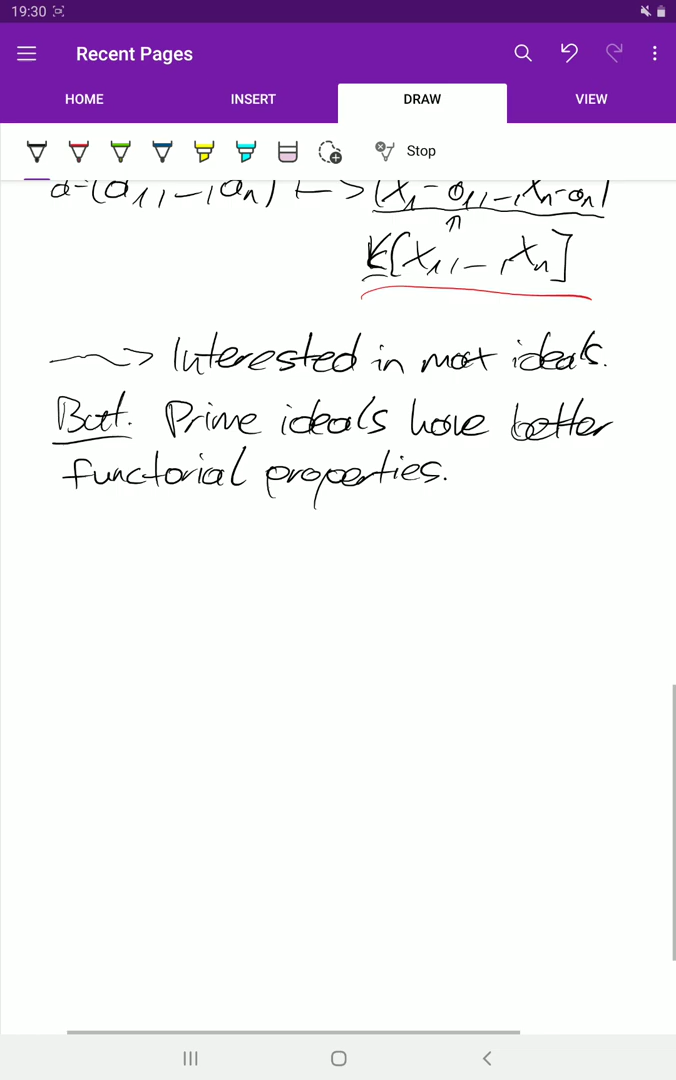 19:30
Recent Pages
HOME INSERT DRAW VIEW
Stop
a=(a1,-,an) ↦ (x1-a1,-,xn-an)
↑
k[x1,-,xn]
~~> Interested in max ideals.
But. Prime ideals have better
functorial properties.